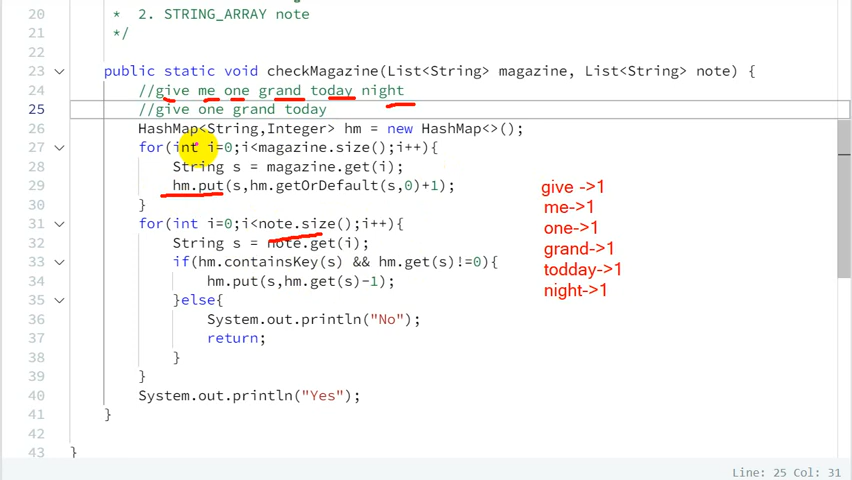 20 * 2. STRING_ARRAY note
21 */
22
23 public static void checkMagazine(List<String> magazine, List<String> note) {
24 //give me one grand today night
25 //give one grand today
26 HashMap<String,Integer> hm = new HashMap<>();
27 for(int i=0;i<magazine.size();i++){
28 String s = magazine.get(i);
29 hm.put(s,hm.getOrDefault(s,0)+1);
30 }
31 for(int i=0;i<note.size();i++){
32 String s = note.get(i);
33 if(hm.containsKey(s) && hm.get(s)!=0){
34 hm.put(s,hm.get(s)-1);
35 }else{
36 System.out.println("No");
37 return;
38 }
39 }
40 System.out.println("Yes");
41 }
42
43 }
give ->1
me->1
one->1
grand->1
todday->1
night->1
Line: 25 Col: 31